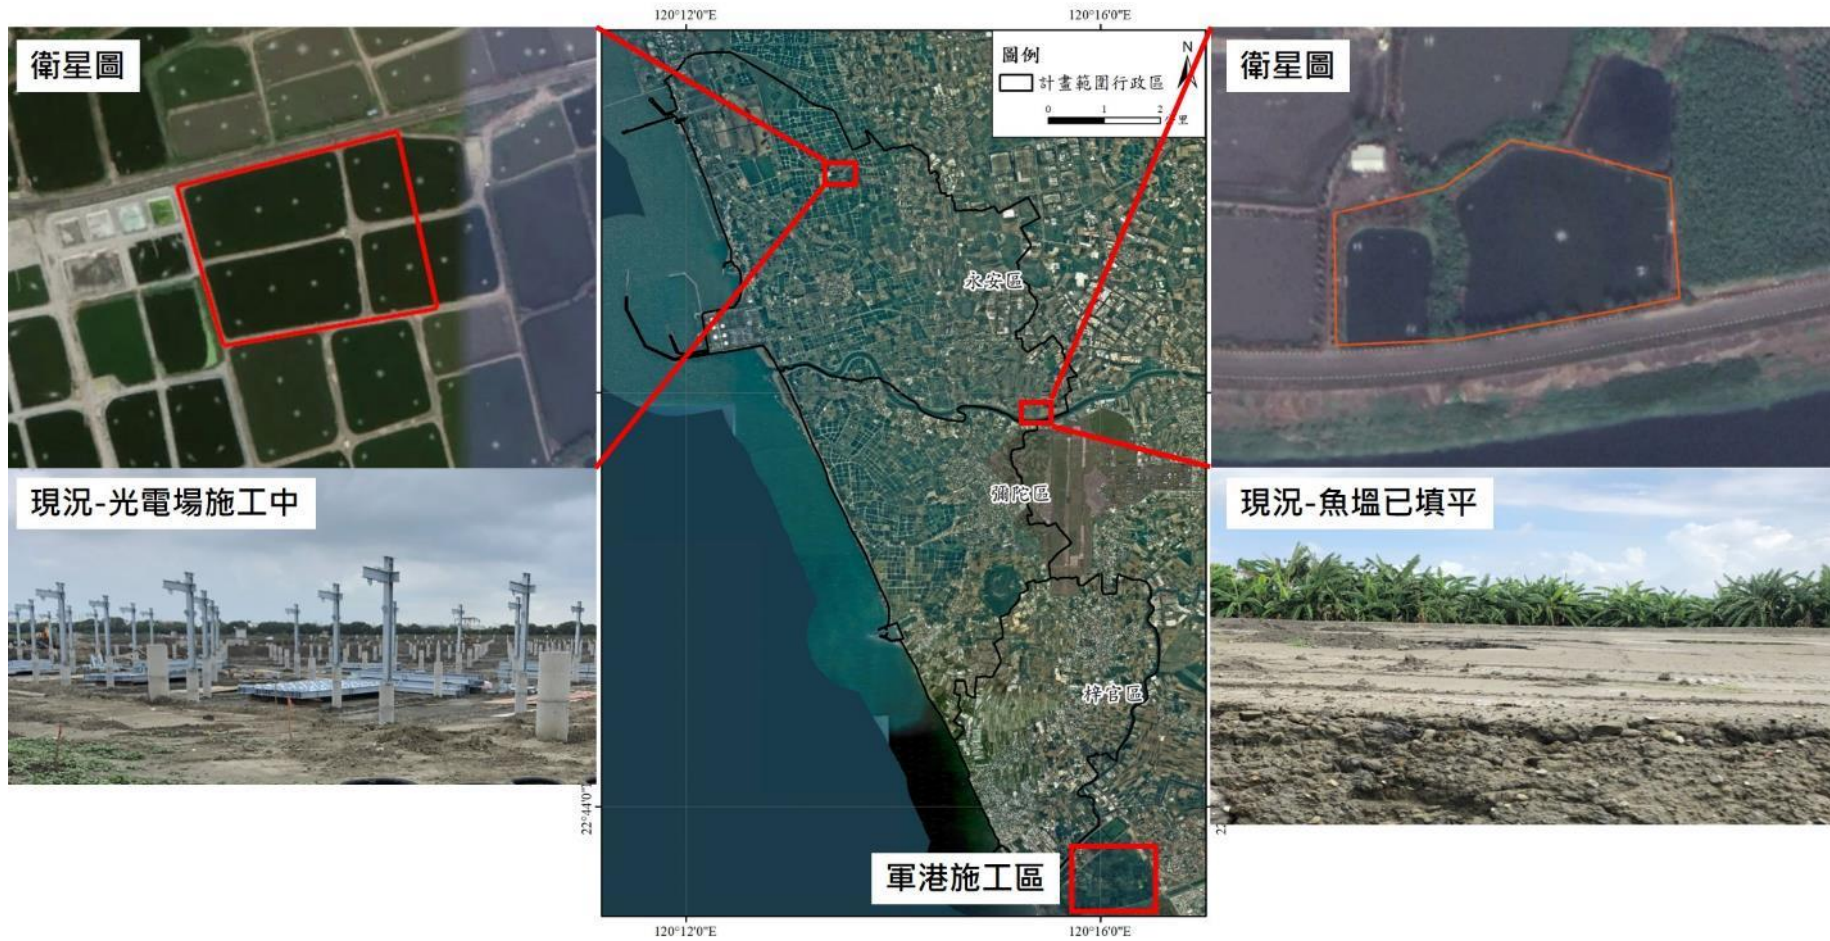 120°12'0"E
120°16'0"E
衛星圖
圖例
N
計畫範圍行政區
0 1 2
公里
衛星圖
永安區
現況-光電場施工中
彌陀區
現況-魚塭已填平
梓官區
22°44'0"
軍港施工區
120°12'0"E
120°16'0"E